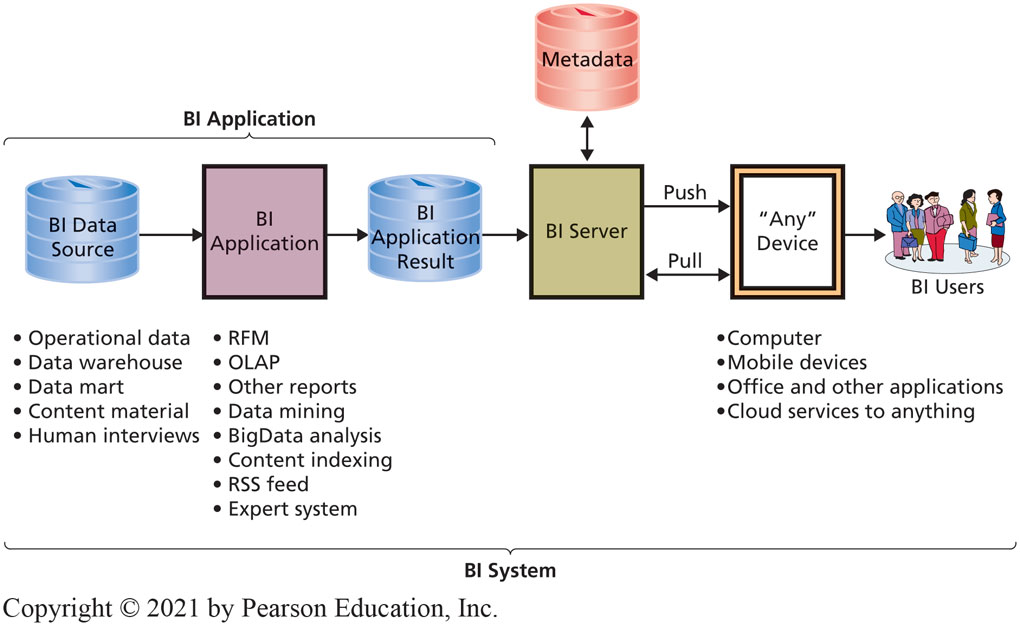 Metadata
BI Application
BI Data
Source
BI
Application
BI
Application
Result
BI Server
Push
Pull
“Any”
Device
BI Users
• Operational data
• Data warehouse
• Data mart
• Content material
• Human interviews
• RFM
• OLAP
• Other reports
• Data mining
• BigData analysis
• Content indexing
• RSS feed
• Expert system
•Computer
•Mobile devices
•Office and other applications
•Cloud services to anything
BI System
Copyright © 2021 by Pearson Education, Inc.